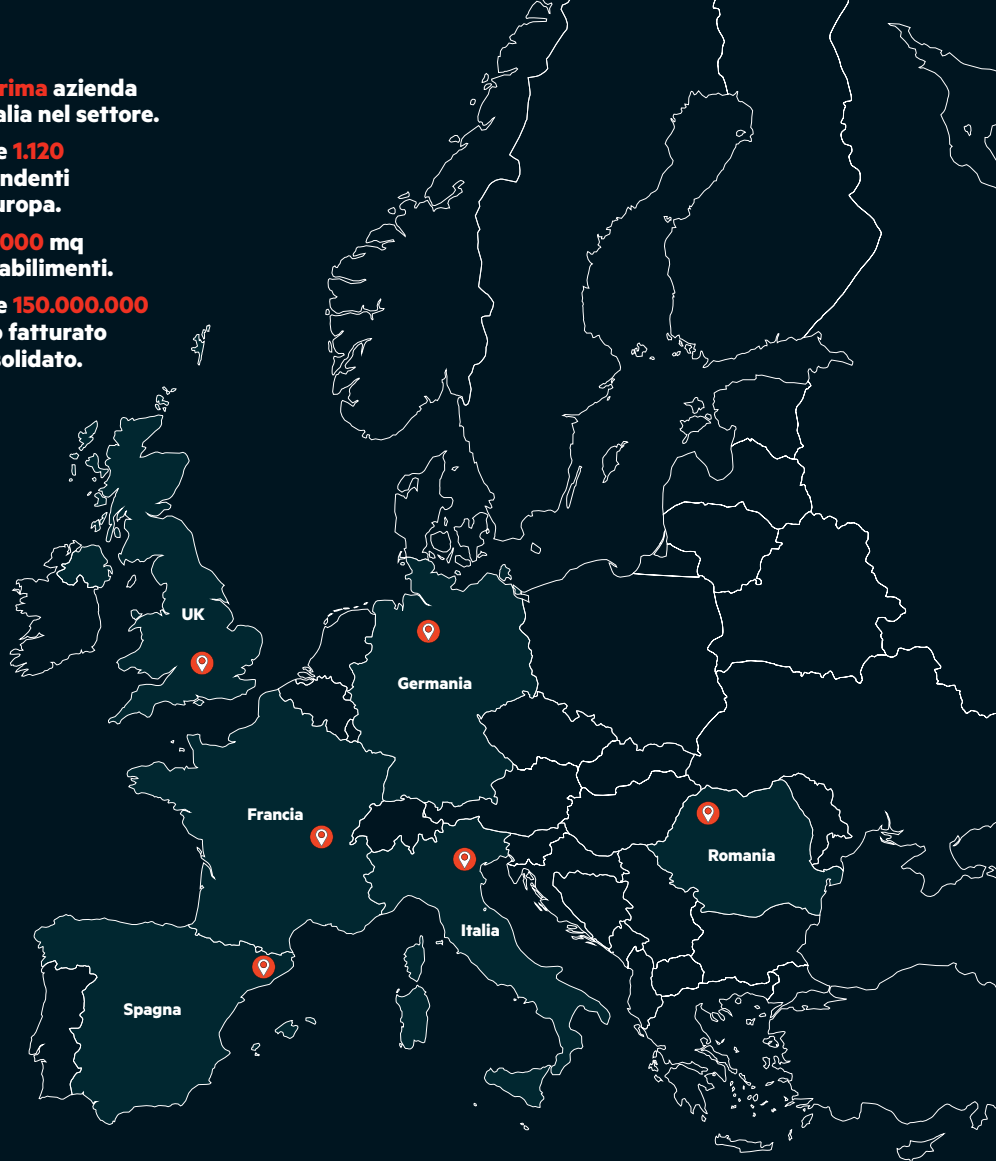 rima azienda
alia nel settore.
e 1.120
ndenti
uropa.
000 mq
abilimenti.
e 150.000.000
o fatturato
solidato.
UK
Germania
Francia
Romania
Italia
Spagna